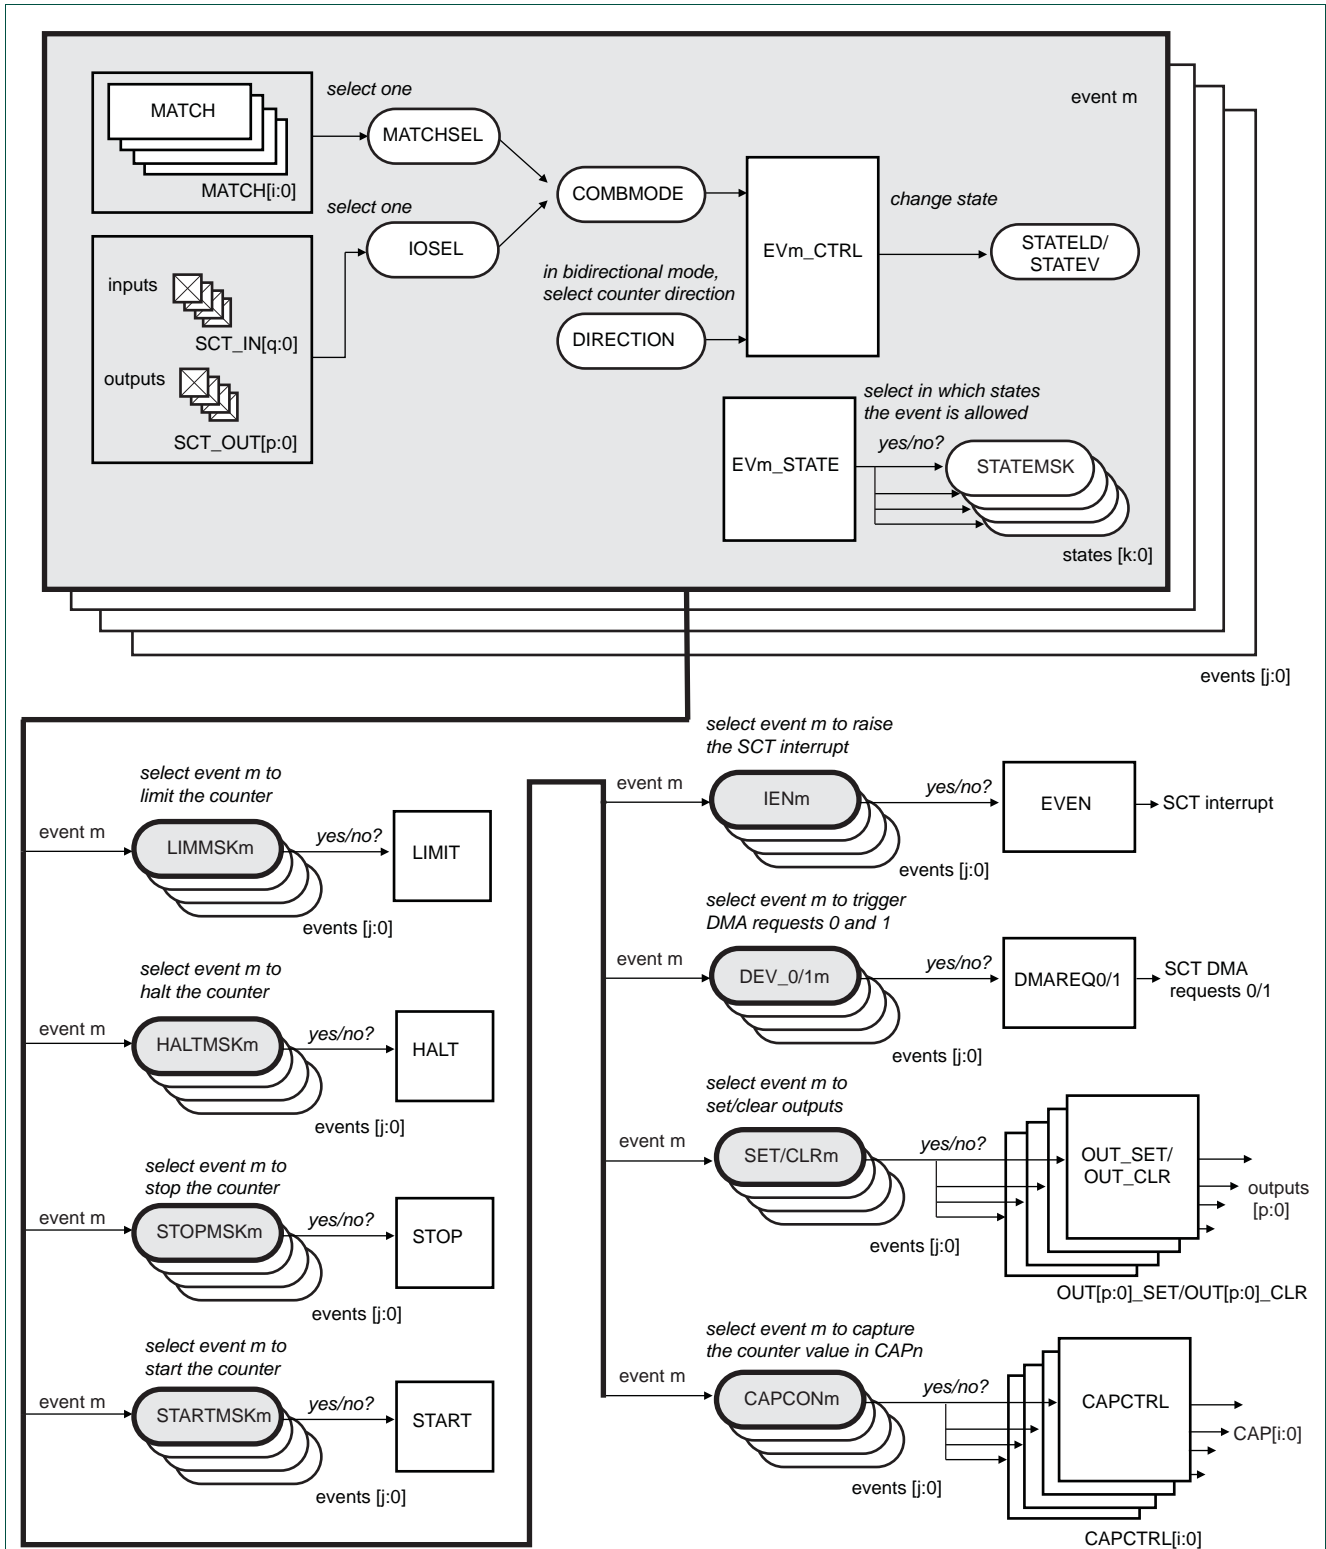 event m
select one
MATCH
MATCHSEL
MATCH[i:0]
select one
COMBMODE
IOSEL
inputs
SCT_IN[q:0]
outputs
SCT_OUT[p:0]
in bidirectional mode,
select counter direction
DIRECTION
EVm_CTRL
change state
STATELD/
STATEV
select in which states
the event is allowed
yes/no?
EVm_STATE
STATEMSK
states [k:0]
events [j:0]
select event m to
limit the counter
event m
LIMMSKm
yes/no?
LIMIT
events [j:0]
select event m to
halt the counter
event m
HALTMSKm
yes/no?
HALT
events [j:0]
select event m to
stop the counter
event m
STOPMSKm
yes/no?
STOP
events [j:0]
select event m to
start the counter
event m
STARTMSKm
yes/no?
START
events [j:0]
select event m to raise
the SCT interrupt
event m
IENm
yes/no?
EVEN
SCT interrupt
events [j:0]
select event m to trigger
DMA requests 0 and 1
event m
DEV_0/1m
yes/no?
DMAREQ0/1
SCT DMA
requests 0/1
events [j:0]
select event m to
set/clear outputs
event m
SET/CLRm
yes/no?
OUT_SET/
OUT_CLR
outputs
[p:0]
events [j:0]
OUT[p:0]_SET/OUT[p:0]_CLR
select event m to capture
the counter value in CAPn
event m
CAPCONm
yes/no?
CAPCTRL
CAP[i:0]
events [j:0]
CAPCTRL[i:0]